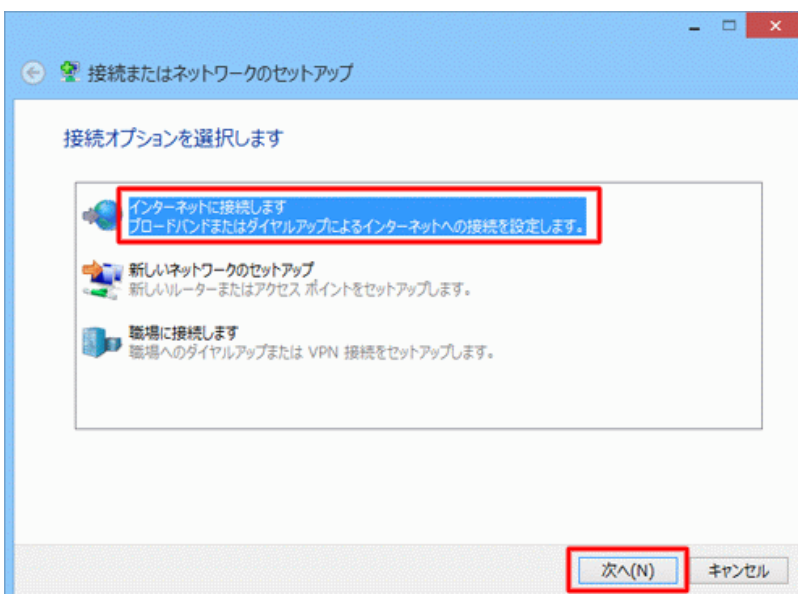 接続またはネットワークのセットアップ
接続オプションを選択します
インターネットに接続します
ブロードバンドまたはダイヤルアップによるインターネットへの接続を設定します。
新しいネットワークのセットアップ
新しいルーターまたはアクセス ポイントをセットアップします。
職場に接続します
職場へのダイヤルアップまたは VPN 接続をセットアップします。
次へ(N)
キャンセル